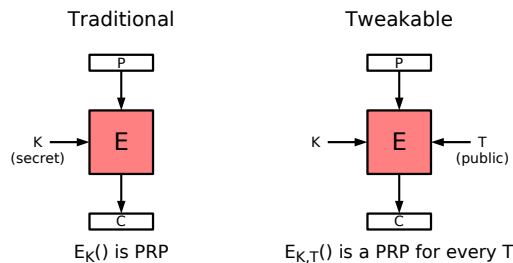 Traditional
P
K
(secret)
E
C
E_K() is PRP
Tweakable
P
K
E
T
(public)
C
E_K,T() is a PRP for every T